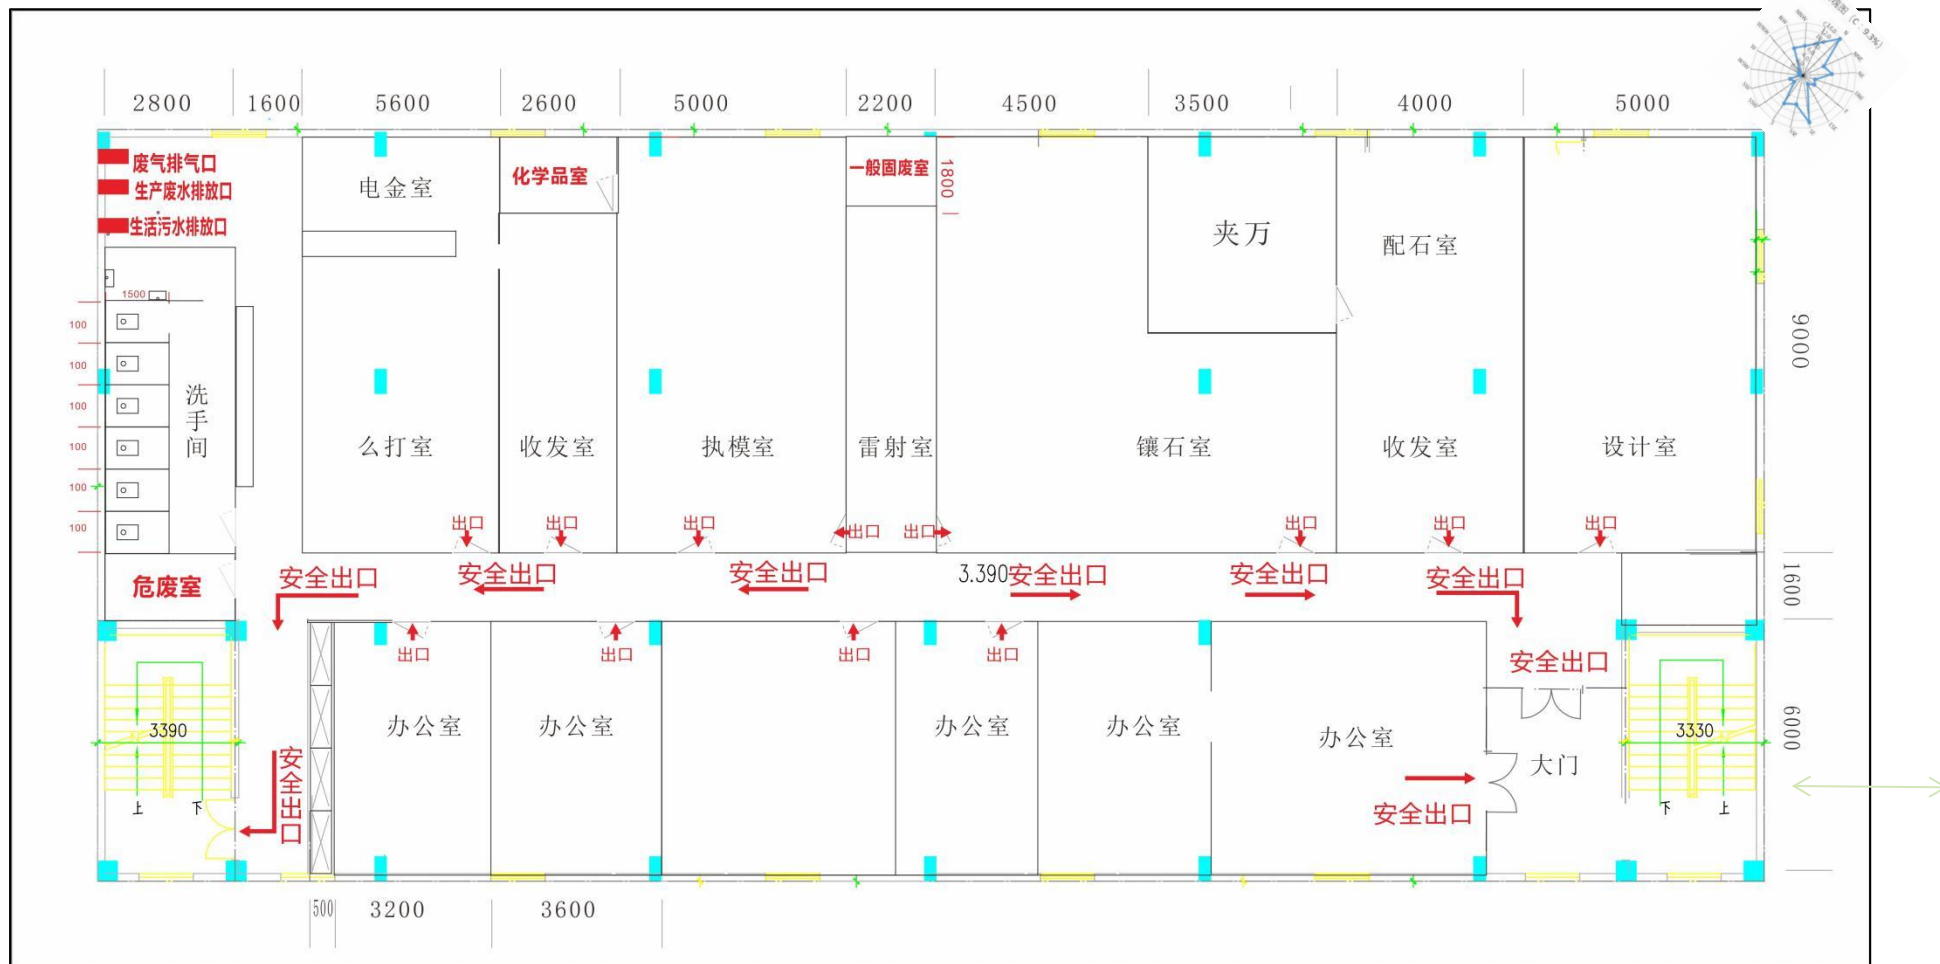 2800 1600 5600 2600 5000 2200 4500 3500 4000 5000
废气排气口
生产废水排放口
生活污水排放口
电金室
化学品室
一般固废室
1800
夹万
配石室
9000
1500
100
100
100
100
100
100
洗手间
么打室
收发室
执模室
雷射室
镶石室
收发室
设计室
出口 出口 出口 出口 出口 出口 出口 出口
危废室
安全出口 安全出口 安全出口 3.390 安全出口 安全出口 安全出口
1600
出口 出口 出口 出口
安全出口
办公室 办公室 办公室 办公室 办公室
大门
3390
3330
6000
上 下
安全出口
安全出口
下 上
500 3200 3600
(C：9.3%)